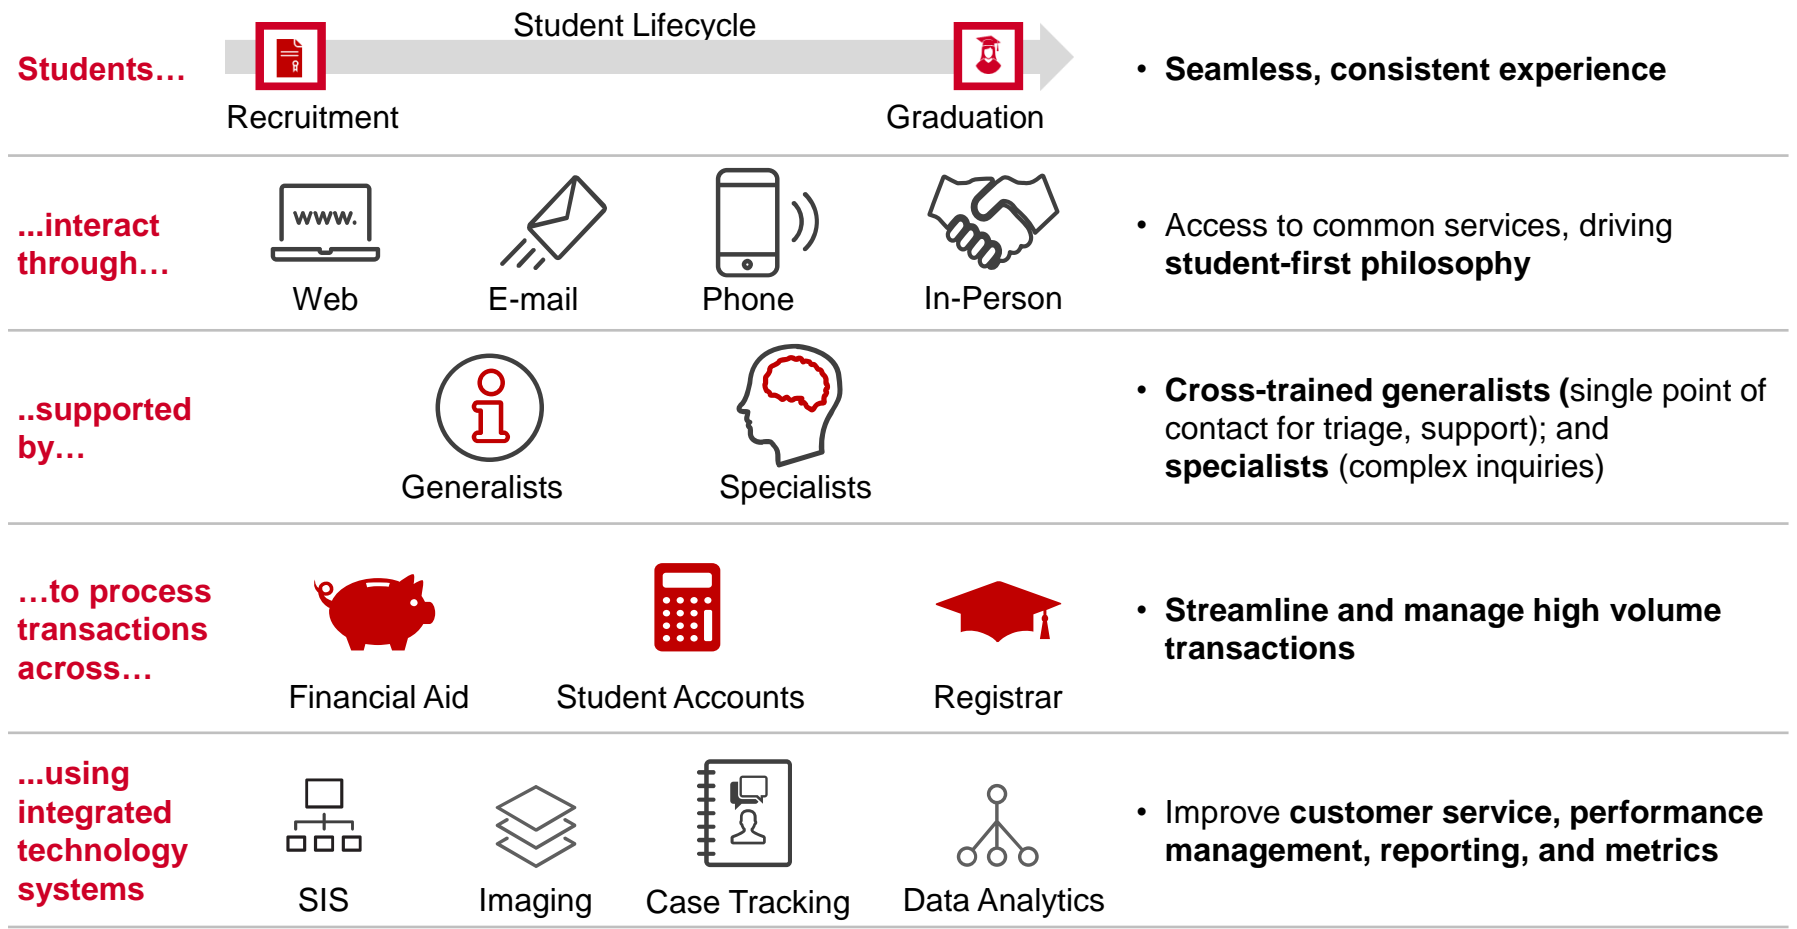 Student Lifecycle
Students…
Recruitment
Graduation
• Seamless, consistent experience
...interact
through…
www.
Web
E-mail
Phone
In-Person
• Access to common services, driving
student-first philosophy
..supported
by…
Generalists
Specialists
• Cross-trained generalists (single point of
contact for triage, support); and
specialists (complex inquiries)
…to process
transactions
across…
Financial Aid
Student Accounts
Registrar
• Streamline and manage high volume
transactions
...using
integrated
technology
systems
SIS
Imaging
Case Tracking
Data Analytics
• Improve customer service, performance
management, reporting, and metrics